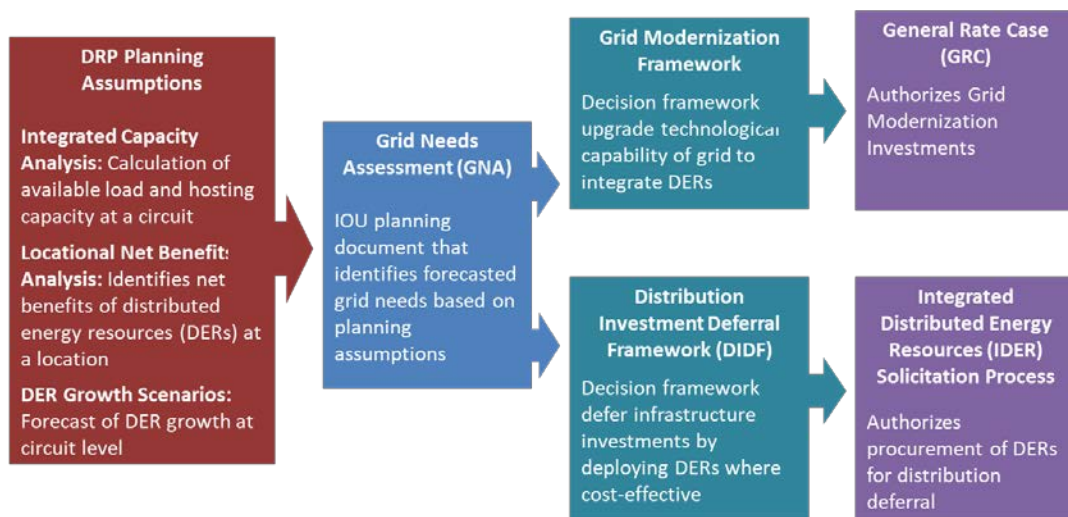 DRP Planning
Assumptions
Integrated Capacity
Analysis: Calculation of
available load and hosting
capacity at a circuit
Locational Net Benefits
Analysis: Identifies net
benefits of distributed
energy resources (DERs) at
a location
DER Growth Scenarios:
Forecast of DER growth at
circuit level
Grid Needs
Assessment (GNA)
IOU planning
document that
identifies forecasted
grid needs based on
planning
assumptions
Grid Modernization
Framework
Decision framework
upgrade technological
capability of grid to
integrate DERs
Distribution
Investment Deferral
Framework (DIDF)
Decision framework
defer infrastructure
investments by
deploying DERs where
cost-effective
General Rate Case
(GRC)
Authorizes Grid
Modernization
Investments
Integrated
Distributed Energy
Resources (IDER)
Solicitation Process
Authorizes
procurement of DERs
for distribution
deferral